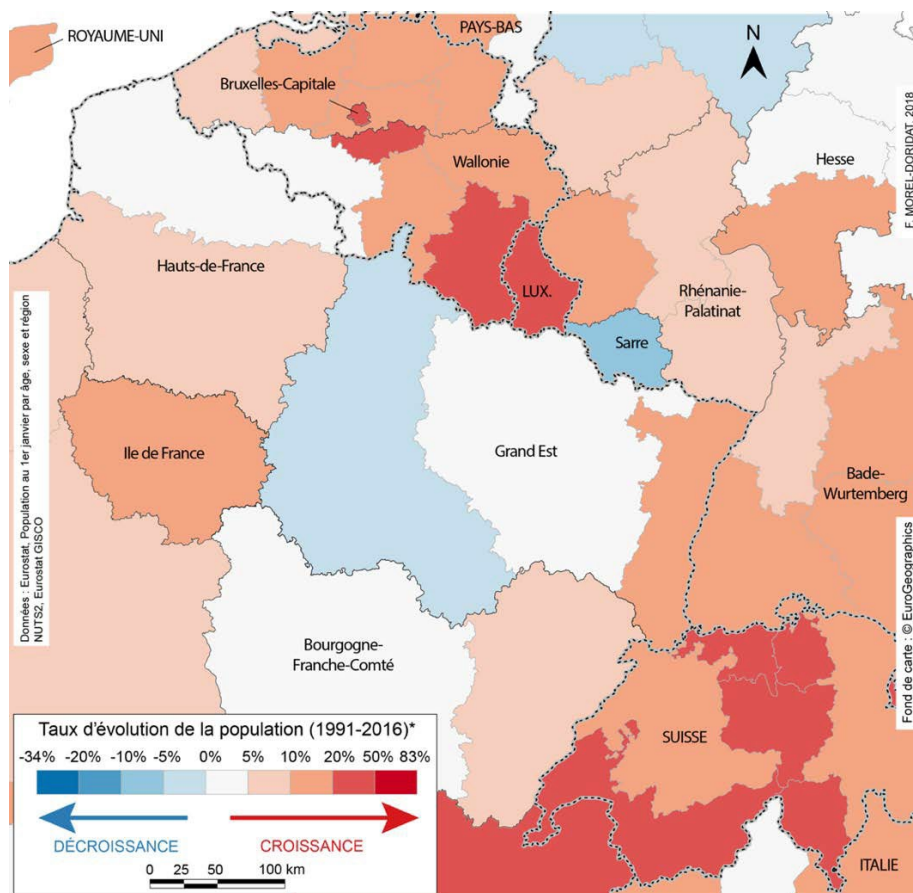 ROYAUME-UNI
PAYS-BAS
N
Bruxelles-Capitale
Wallonie
Hesse
F. MOREL-DORIDAT, 2018
Hauts-de-France
LUX.
Rhénanie-
Palatinat
Sarre
Ile de France
Grand Est
Bade-
Wurtemberg
Données : Eurostat, Population au 1er janvier par âge, sexe et région
NUTS2, Eurostat GISCO
Fond de carte : © EuroGeographics
Bourgogne-
Franche-Comté
SUISSE
ITALIE
Taux d'évolution de la population (1991-2016)*
-34% -20% -10% -5% 0% 5% 10% 20% 50% 83%
DÉCROISSANCE CROISSANCE
0 25 50 100 km